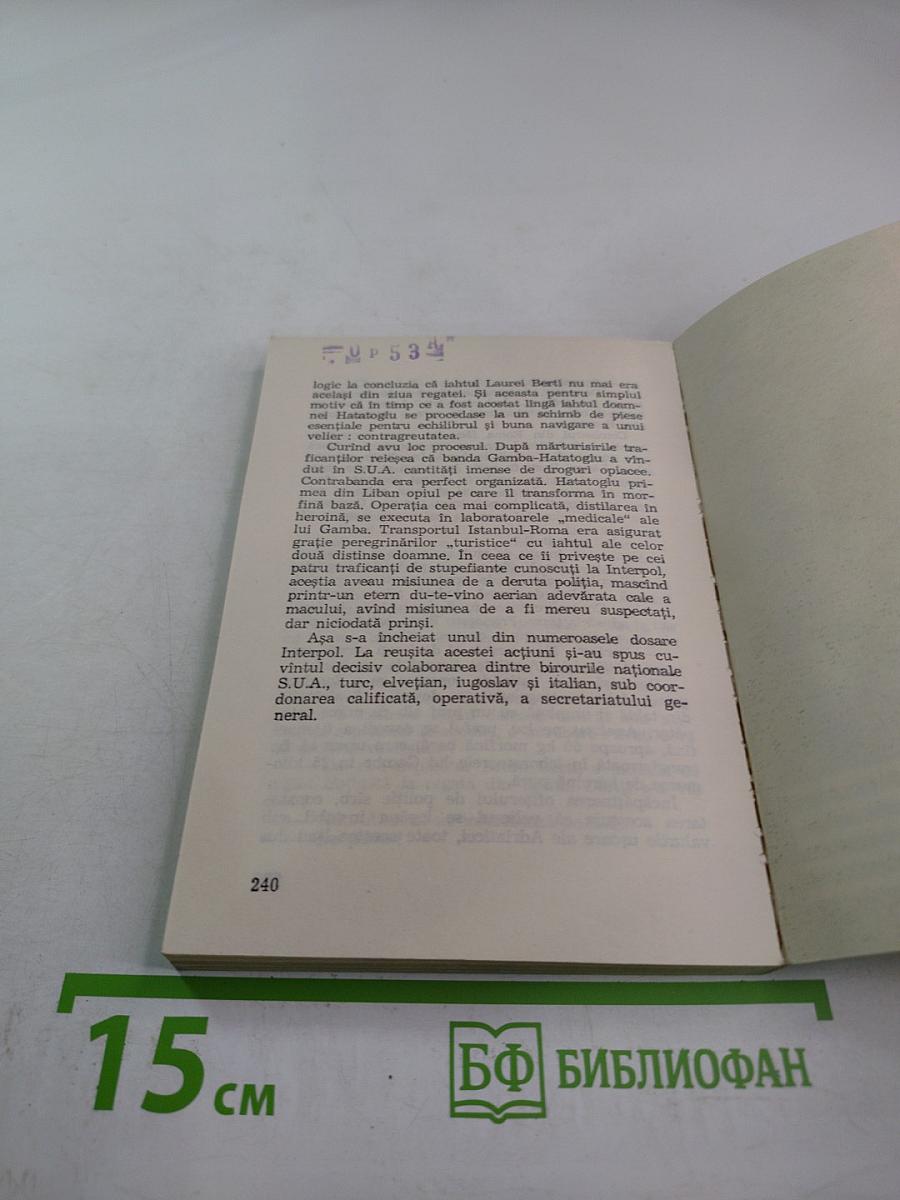 logic la concluzia că iahtul Laurei Berti nu mai era
același din ziua regatei. Și aceasta pentru simplul
motiv că în timp ce a fost acostat lîngă iahtul doam-
nei Hatatoglu se procedase la un schimb de piese
esențiale pentru echilibrul și buna navigare a unui
velier : contragreutatea.
Curînd avu loc procesul. După mărturisirile tra-
ficanților reieșea că banda Gamba-Hatatoglu a vîn-
dut în S.U.A. cantități imense de droguri opiacee.
Contrabanda era perfect organizată. Hatatoglu pri-
mea din Liban opiul pe care îl transforma în mor-
fină bază. Operația cea mai complicată, distilarea în
heroină, se executa în laboratoarele „medicale“ ale
lui Gamba. Transportul Istanbul-Roma era asigurat
grație peregrinărilor „turistice“ cu iahtul ale celor
două distinse doamne. În ceea ce îi privește pe cei
patru traficanți de stupefiante cunoscuți la Interpol,
aceștia aveau misiunea de a deruta poliția, mascînd
printr-un etern du-te-vino aerian adevărata cale a
macului, avînd misiunea de a fi mereu suspectați,
dar niciodată prinși.
Așa s-a încheiat unul din numeroasele dosare
Interpol. La reușita acestei acțiuni și-au spus cu-
vîntul decisiv colaborarea dintre birourile naționale
S.U.A., turc, elvețian, iugoslav și italian, sub coor-
donarea calificată, operativă, a secretariatului ge-
neral.
240
15 см
БФ БИБЛИОФАН